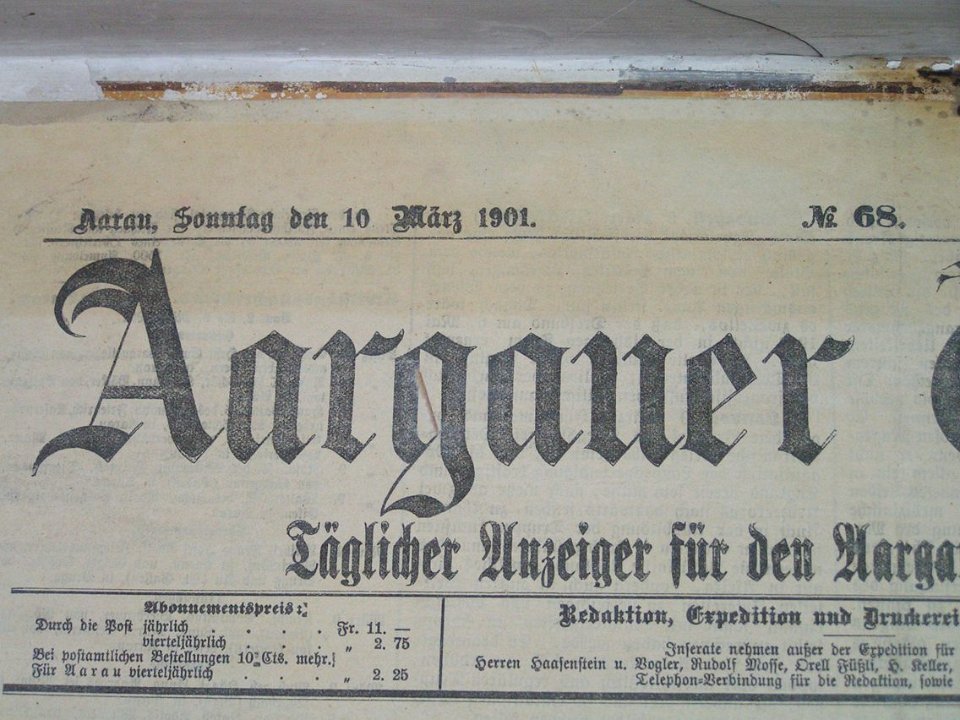 Aarau, Sonntag den 10 März 1901. № 68.
Aargauer
Täglicher Anzeiger für den Aarga
Abonnementspreis:
Durch die Post jährlich . . . . Fr. 11. —
vierteljährlich . . . . „ 2. 75
Bei postamtlichen Bestellungen 10 Cts. mehr.
Für Aarau vierteljährlich . . . . „ 2. 25
Redaktion, Expedition und Druckerei
Inserate nehmen außer der Expedition für
Herren Haasenstein u. Vogler, Rudolf Mosse, Orell Füßli, H. Keller,
Telephon-Verbindung für die Redaktion, sowie